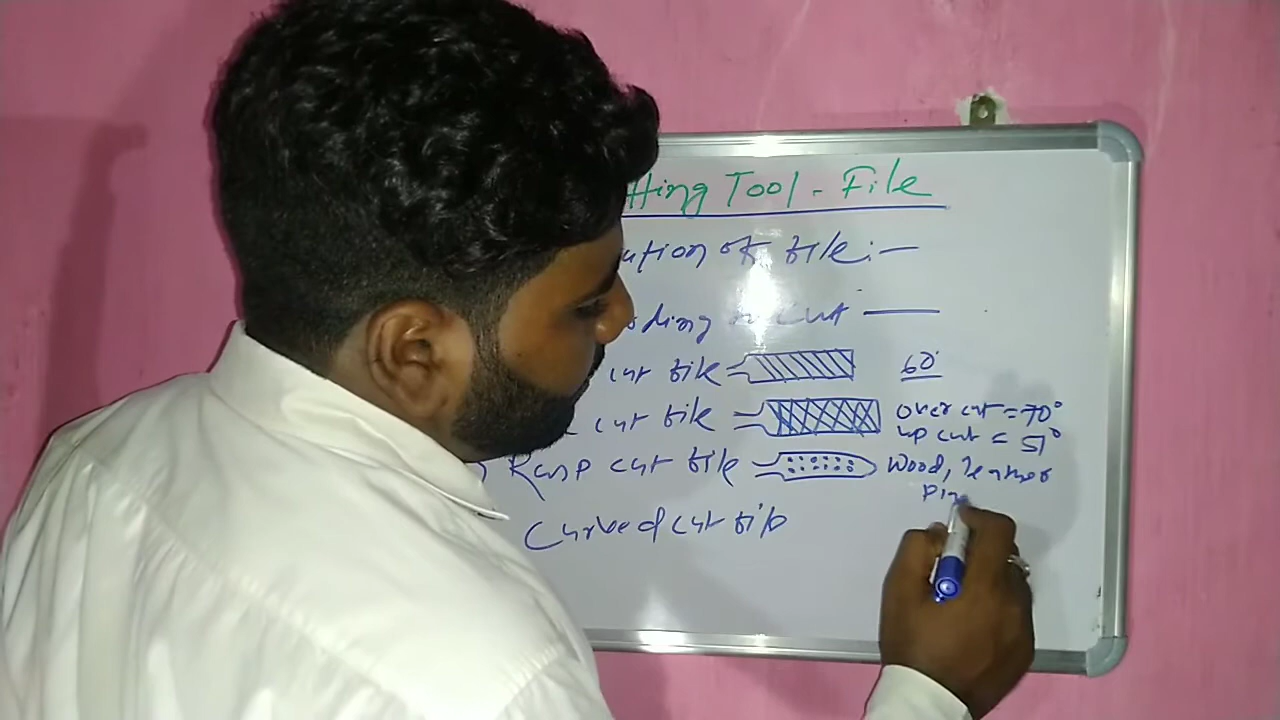 tting Tool - File
ution of file :-
ding n cut
cut file 60°
cut file over cut = 70°
up cut = 51°
Rasp cut file Wood, leather
Pla
Curved cut file